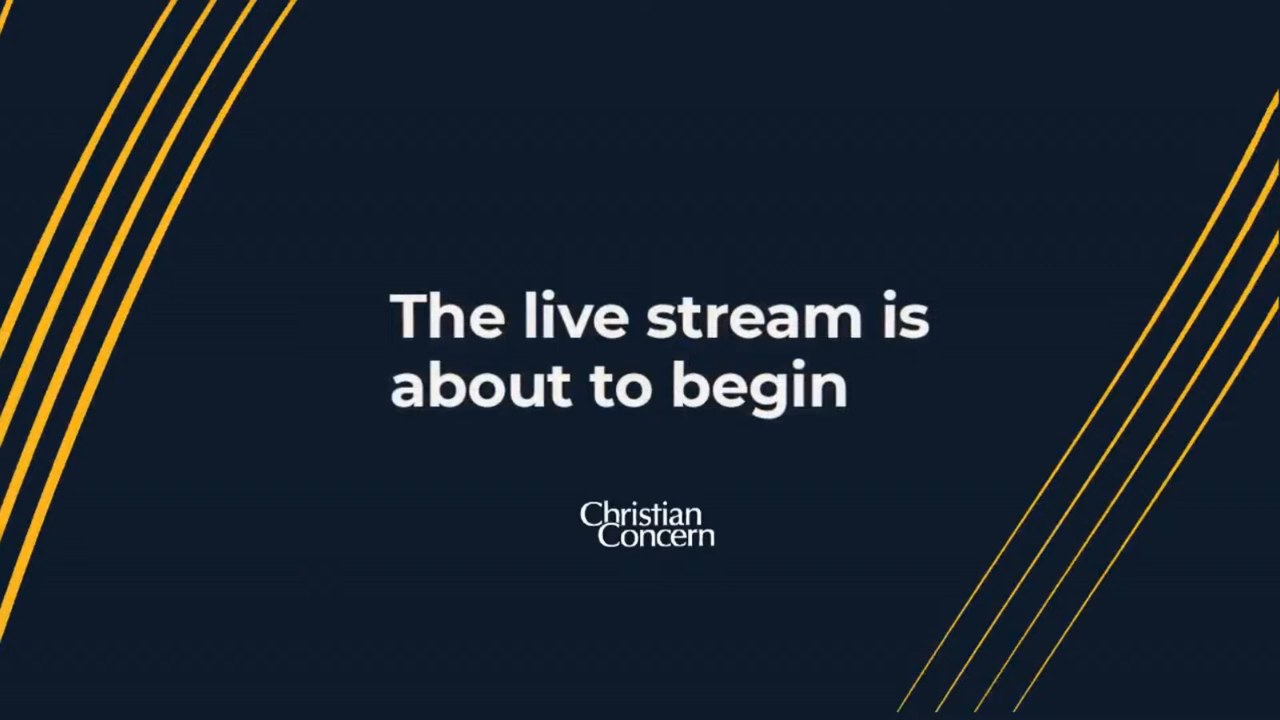 The live stream is
about to begin
Christian
Concern